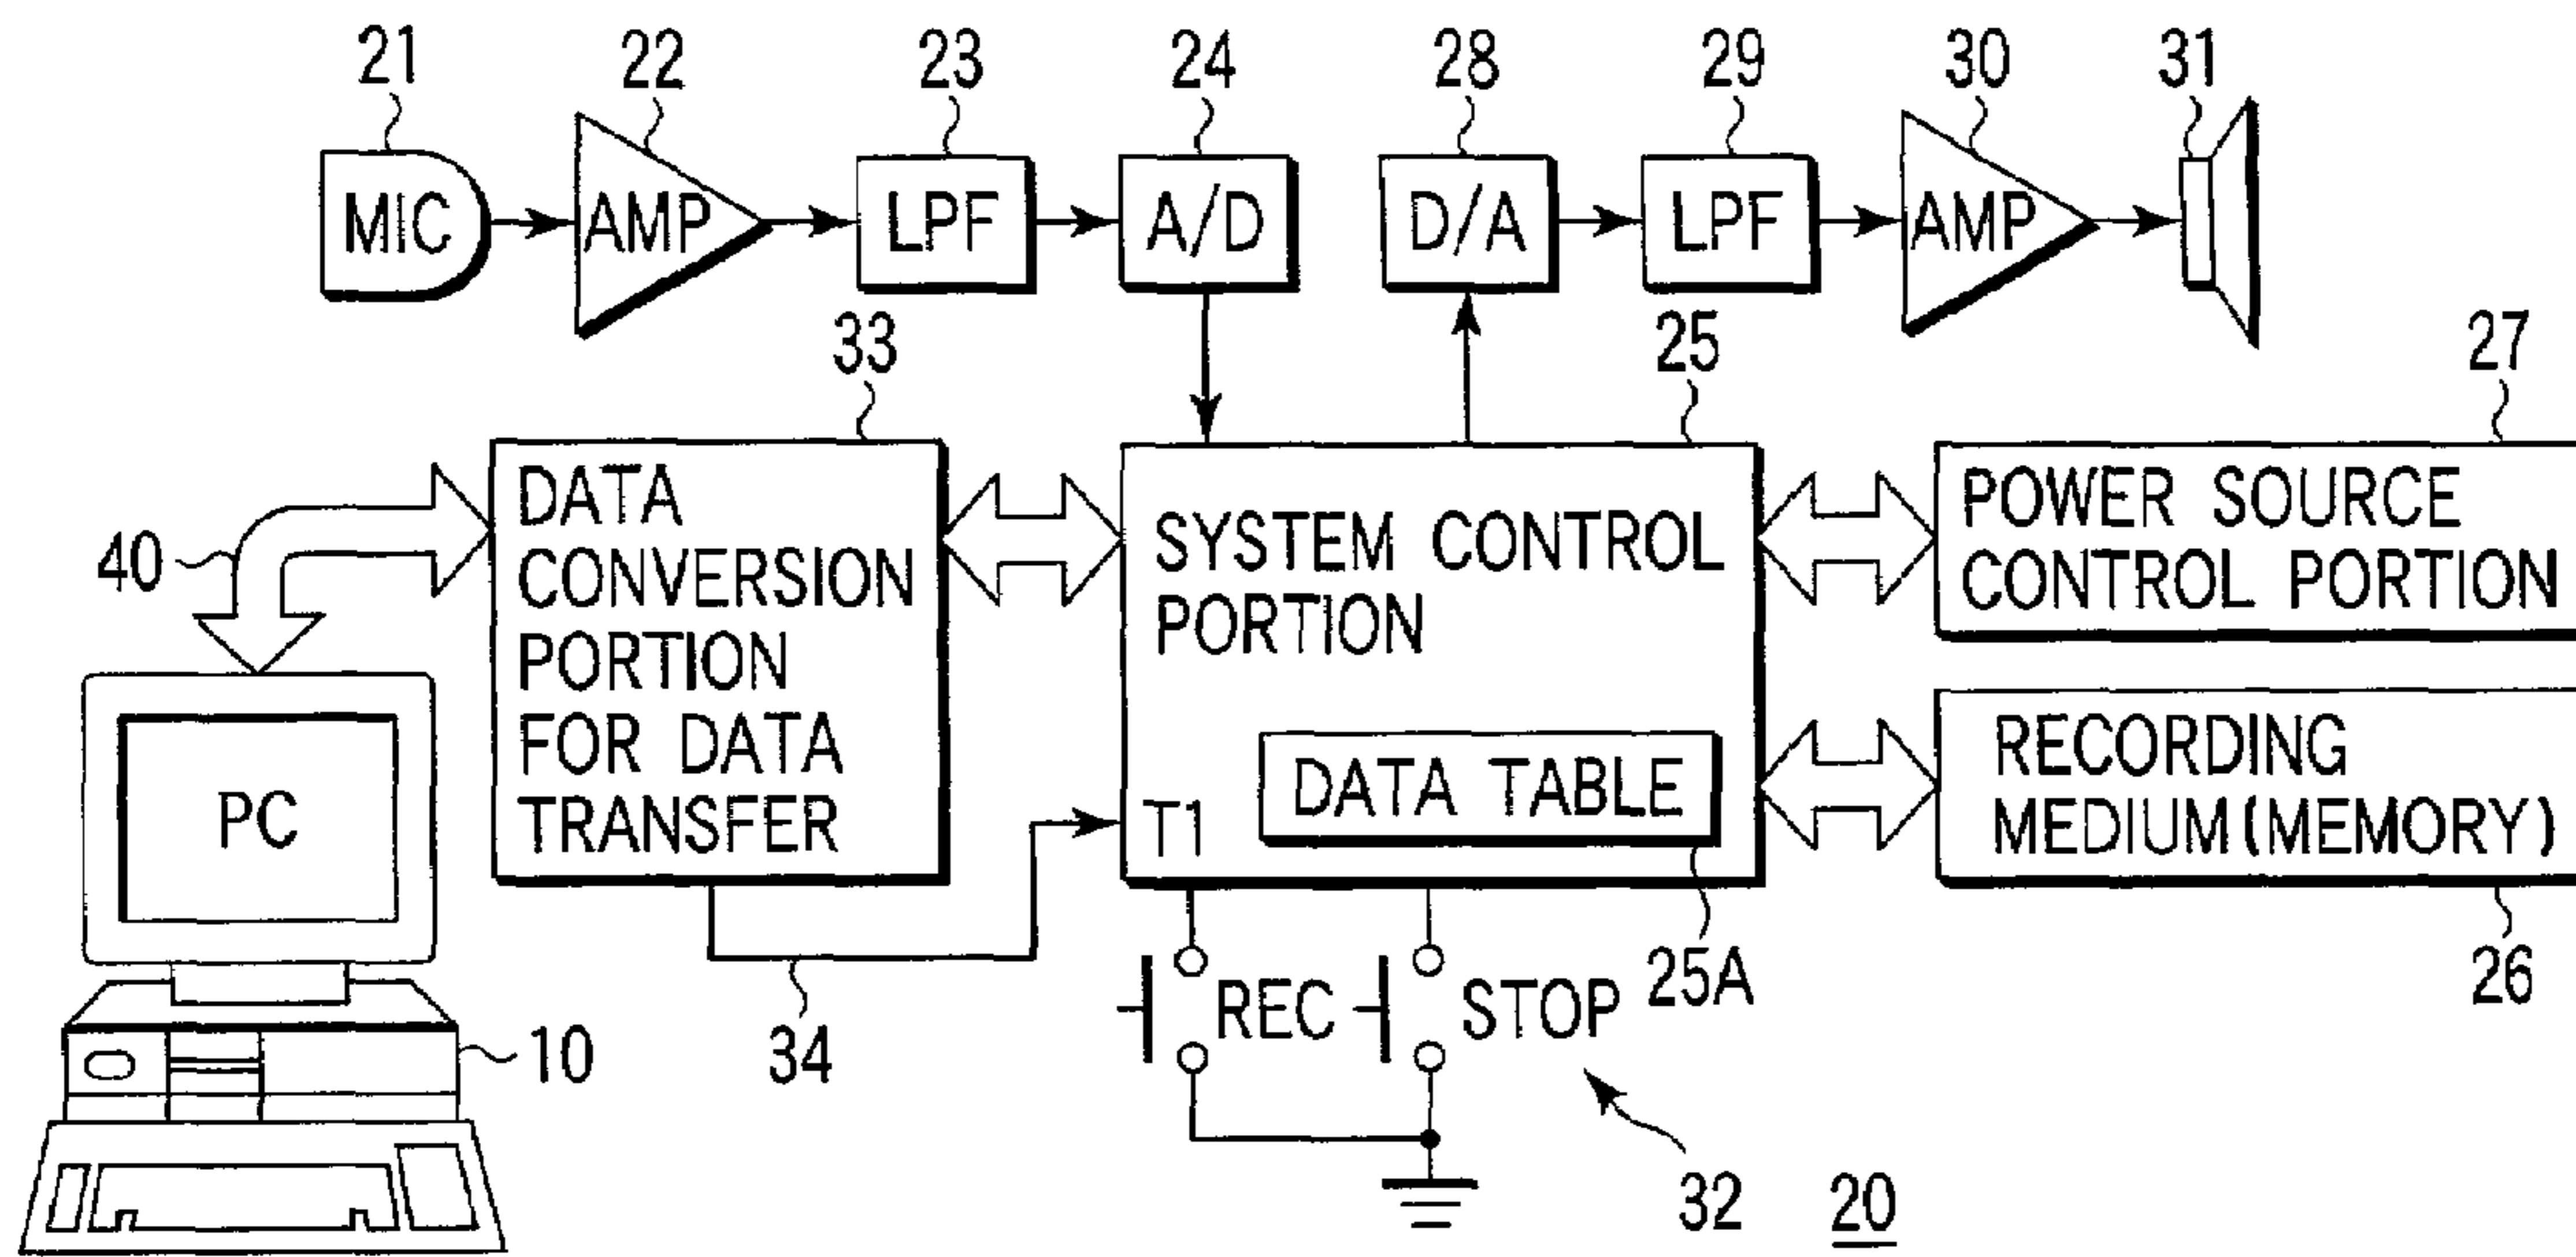 21 22 23 24 28 29 30 31
MIC AMP LPF A/D D/A LPF AMP
33 25 27
DATA
CONVERSION
PORTION
FOR DATA
TRANSFER
SYSTEM CONTROL
PORTION
T1
DATA TABLE
POWER SOURCE
CONTROL PORTION
RECORDING
MEDIUM(MEMORY)
40
PC
25A 26
REC STOP
34
10
32 20